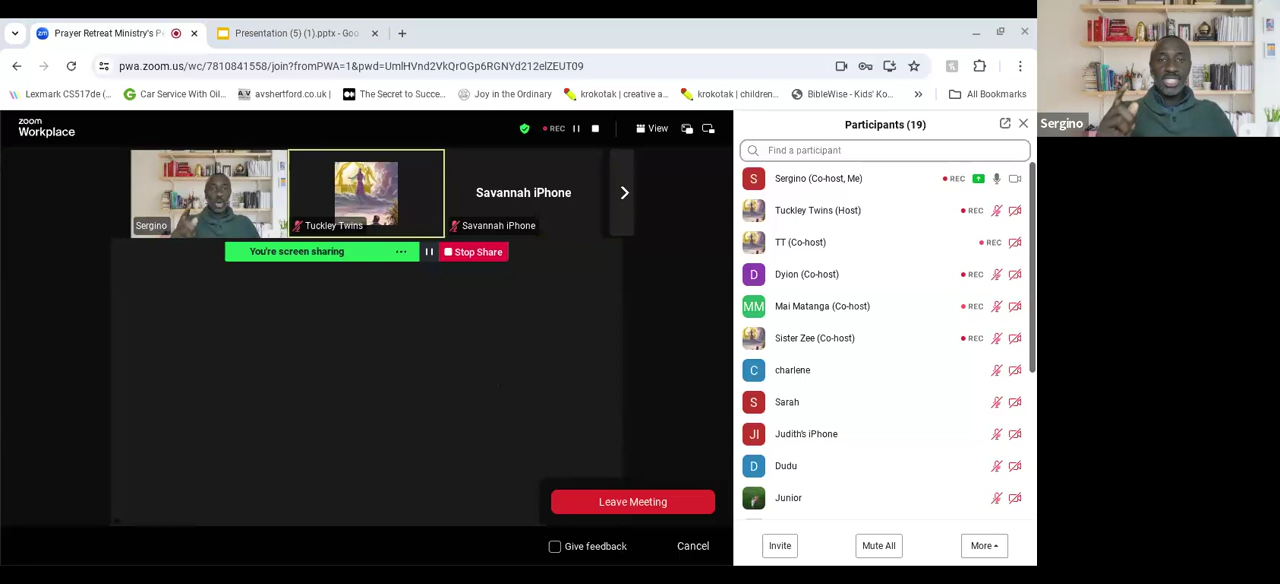 Prayer Retreat Ministry's P
Presentation (5) (1).pptx - Goo
pwa.zoom.us/wc/7810841558/join?fromPWA=1&pwd=UmlHVnd2VkQrOGp6RGNYd212elZEUT09
Lexmark CS517de (... Car Service With Oil... avshertford.co.uk | The Secret to Succe... Joy in the Ordinary krokotak | creative a... krokotak | children... BibleWise - Kids' Ko... » All Bookmarks
zoom
Workplace
REC
View
Sergino
Tuckley Twins
Savannah iPhone
Savannah iPhone
You're screen sharing ... Stop Share
Leave Meeting
Give feedback
Cancel
Participants (19)
Find a participant
S Sergino (Co-host, Me) REC
Tuckley Twins (Host) REC
TT (Co-host) REC
D Dyion (Co-host) REC
MM Mai Matanga (Co-host) REC
Sister Zee (Co-host) REC
C charlene
S Sarah
JI Judith's iPhone
D Dudu
Junior
Invite
Mute All
More
Sergino